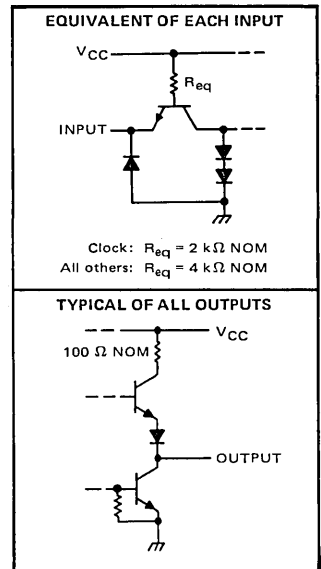 EQUIVALENT OF EACH INPUT
VCC
Req
INPUT
Clock: Req = 2 kΩ NOM
All others: Req = 4 kΩ NOM
TYPICAL OF ALL OUTPUTS
VCC
100 Ω NOM
OUTPUT